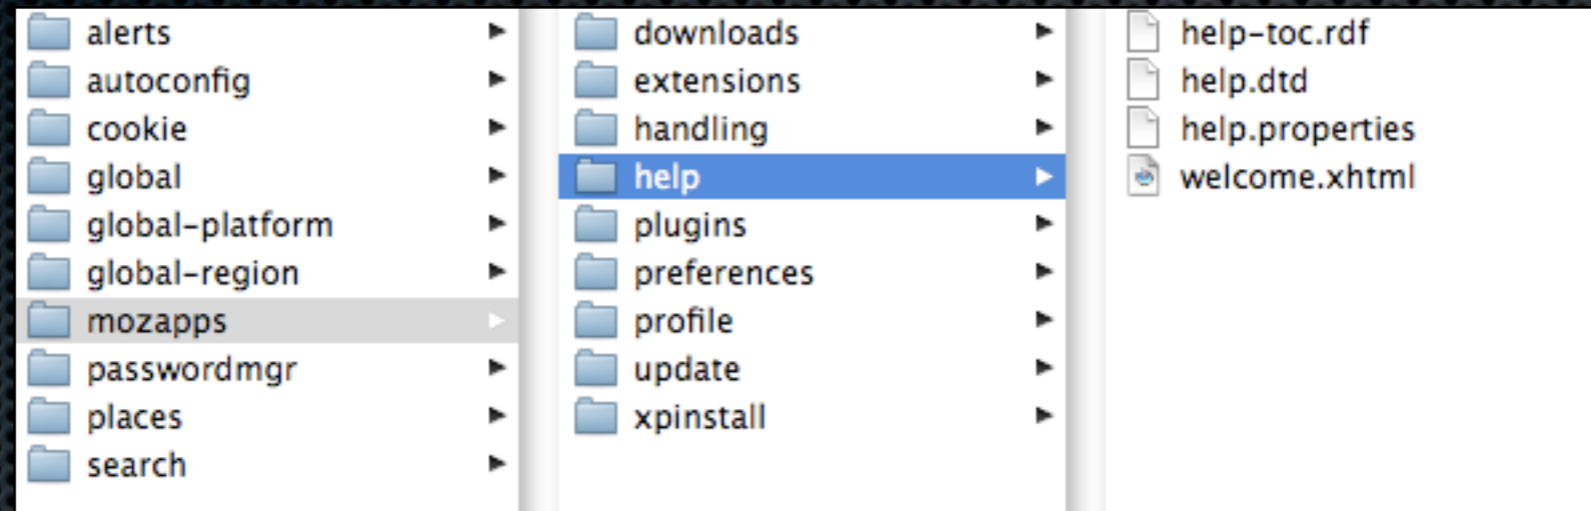 alerts
autoconfig
cookie
global
global-platform
global-region
mozapps
passwordmgr
places
search
downloads
extensions
handling
help
plugins
preferences
profile
update
xpinstall
help-toc.rdf
help.dtd
help.properties
welcome.xhtml